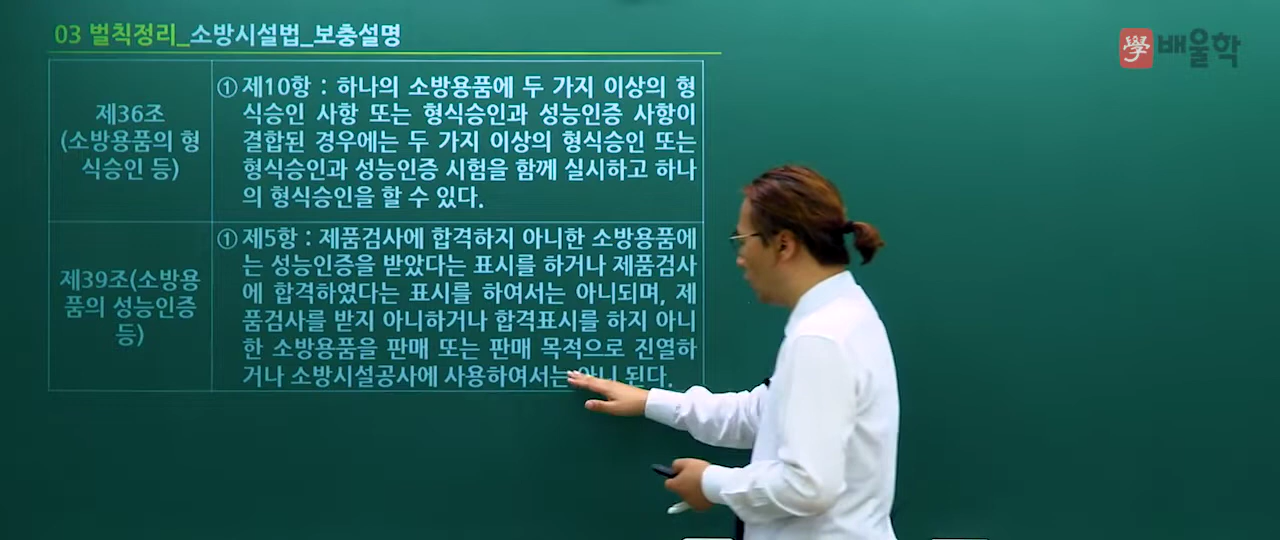 03 벌칙정리_소방시설법_보충설명
學 배울학
제36조
(소방용품의 형
식승인 등)
① 제10항 : 하나의 소방용품에 두 가지 이상의 형
식승인 사항 또는 형식승인과 성능인증 사항이
결합된 경우에는 두 가지 이상의 형식승인 또는
형식승인과 성능인증 시험을 함께 실시하고 하나
의 형식승인을 할 수 있다.
제39조(소방용
품의 성능인증
등)
① 제5항 : 제품검사에 합격하지 아니한 소방용품에
는 성능인증을 받았다는 표시를 하거나 제품검사
에 합격하였다는 표시를 하여서는 아니되며, 제
품검사를 받지 아니하거나 합격표시를 하지 아니
한 소방용품을 판매 또는 판매 목적으로 진열하
거나 소방시설공사에 사용하여서는 아니 된다.